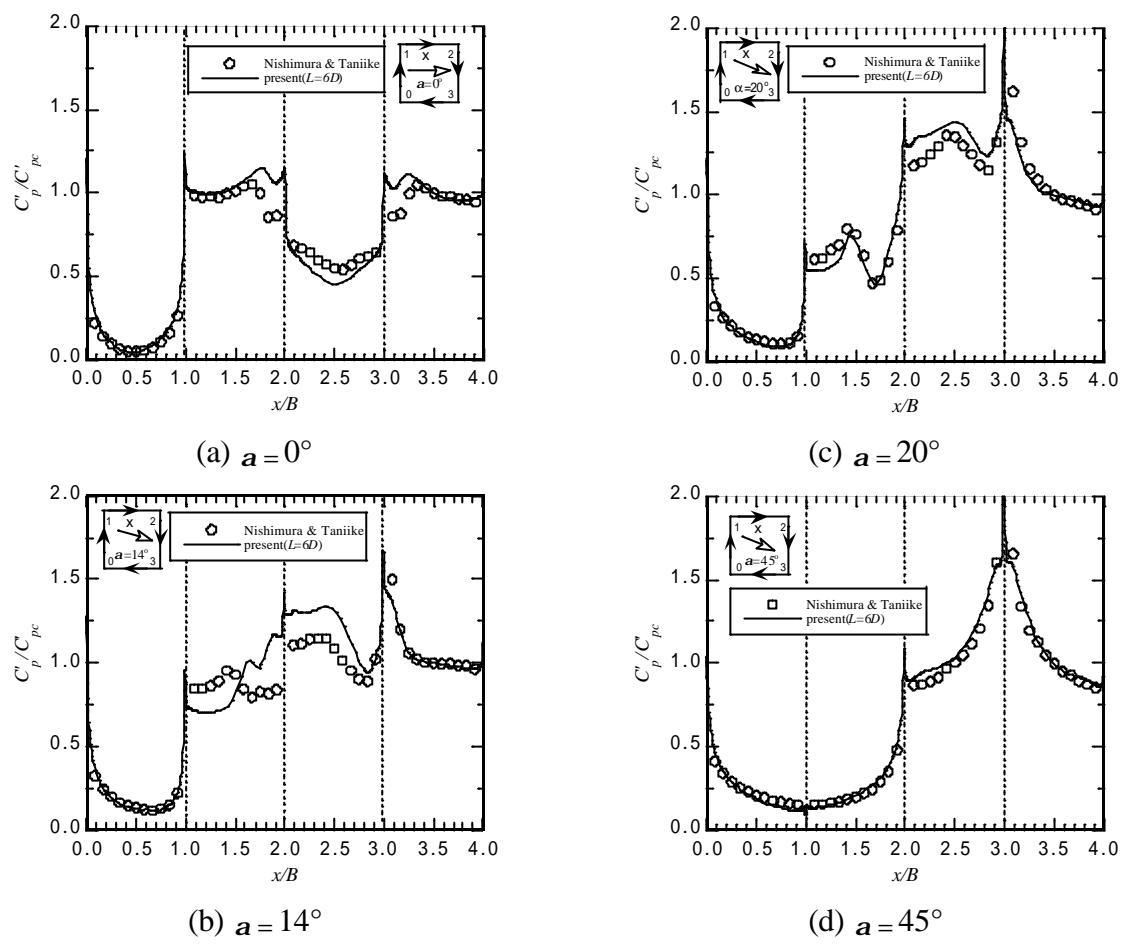 2.0
1.5
1.0
0.5
0.0
C'p/C'pc
Nishimura & Taniike
present(L=6D)
1 x 2
a=0°
0 3
0.0 0.5 1.0 1.5 2.0 2.5 3.0 3.5 4.0
x/B
(a) a = 0°
2.0
1.5
1.0
0.5
0.0
C'p/C'pc
1 x 2
0 α=20° 3
Nishimura & Taniike
present(L=6D)
0.0 0.5 1.0 1.5 2.0 2.5 3.0 3.5 4.0
x/B
(c) a = 20°
2.0
1.5
1.0
0.5
0.0
C'p/C'pc
1 x 2
0 a=14° 3
Nishimura & Taniike
present(L=6D)
0.0 0.5 1.0 1.5 2.0 2.5 3.0 3.5 4.0
x/B
(b) a = 14°
2.0
1.5
1.0
0.5
0.0
C'p/C'pc
1 x 2
0 a=45° 3
Nishimura & Taniike
present(L=6D)
0.0 0.5 1.0 1.5 2.0 2.5 3.0 3.5 4.0
x/B
(d) a = 45°